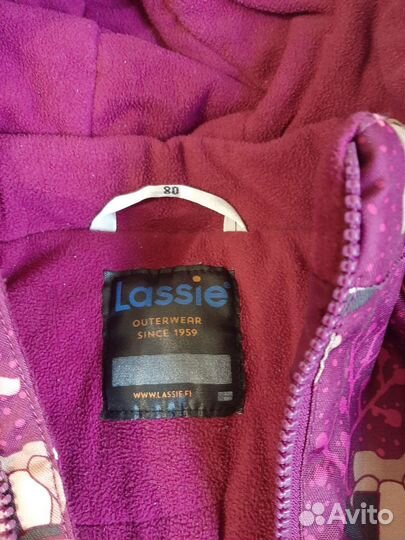 80
Lassie®
OUTERWEAR
SINCE 1959
WWW.LASSIE.FI
Avito